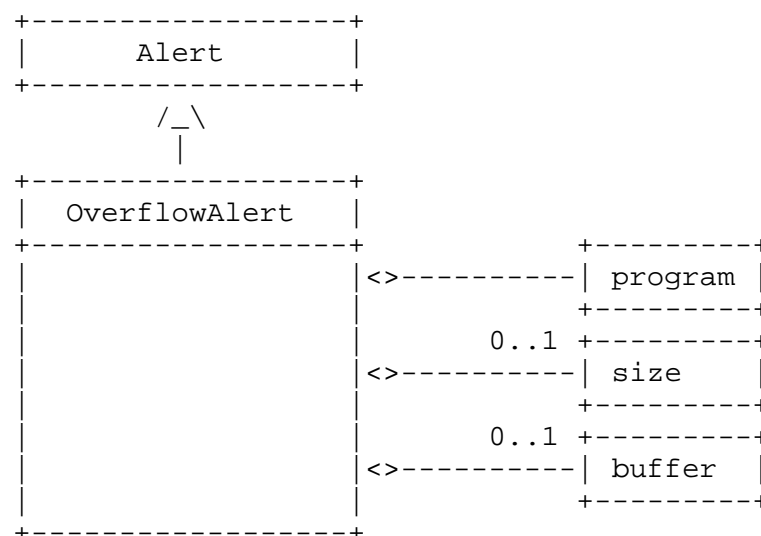 Alert
OverflowAlert
program
0..1
size
0..1
buffer